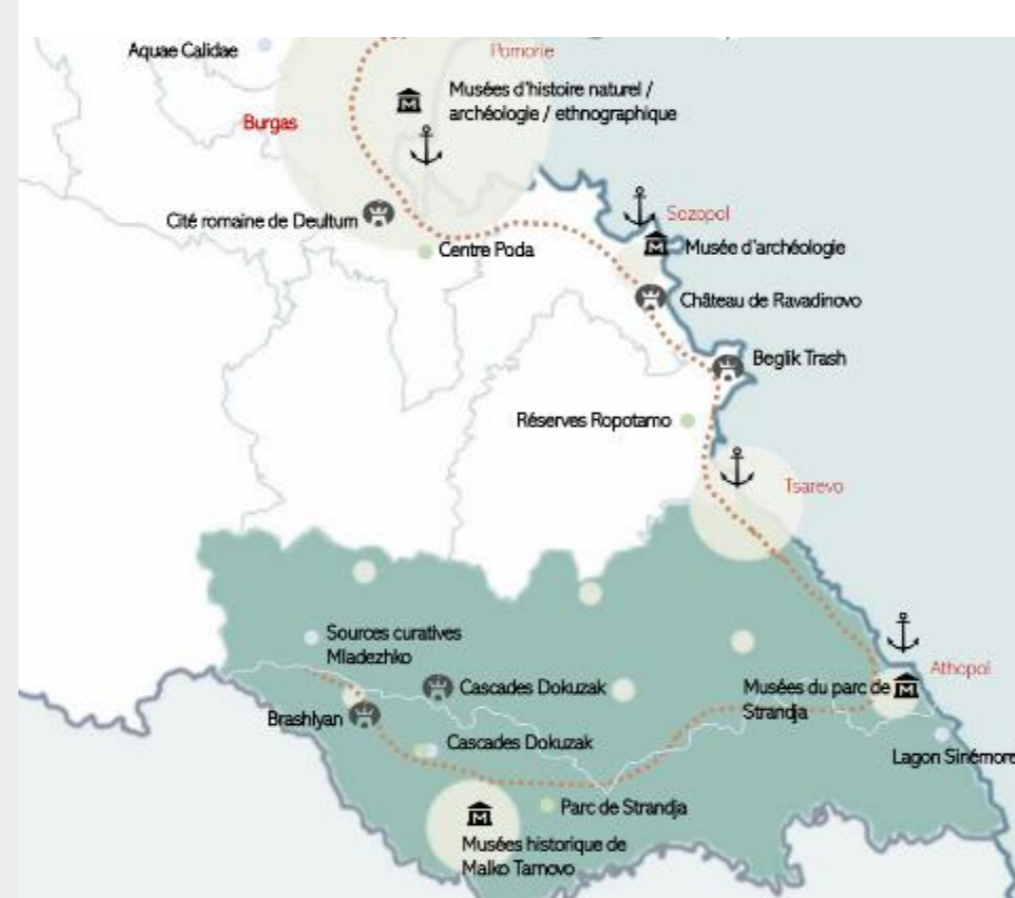 Aquae Calidae
Pomorie
Musées d'histoire naturel /
archéologie / ethnographique
Burgas
Cité romaine de Deultum
Centre Poda
Sozopol
Musée d'archéologie
Château de Ravadinovo
Beglik Trash
Réserves Ropotamo
Tsarevo
Sources curatives
Mladezhko
Athopol
Cascades Dokuzak
Musées du parc de
Strandja
Brashlyan
Cascades Dokuzak
Lagon Sinémore
Parc de Strandja
Musées historique de
Malko Tarnovo